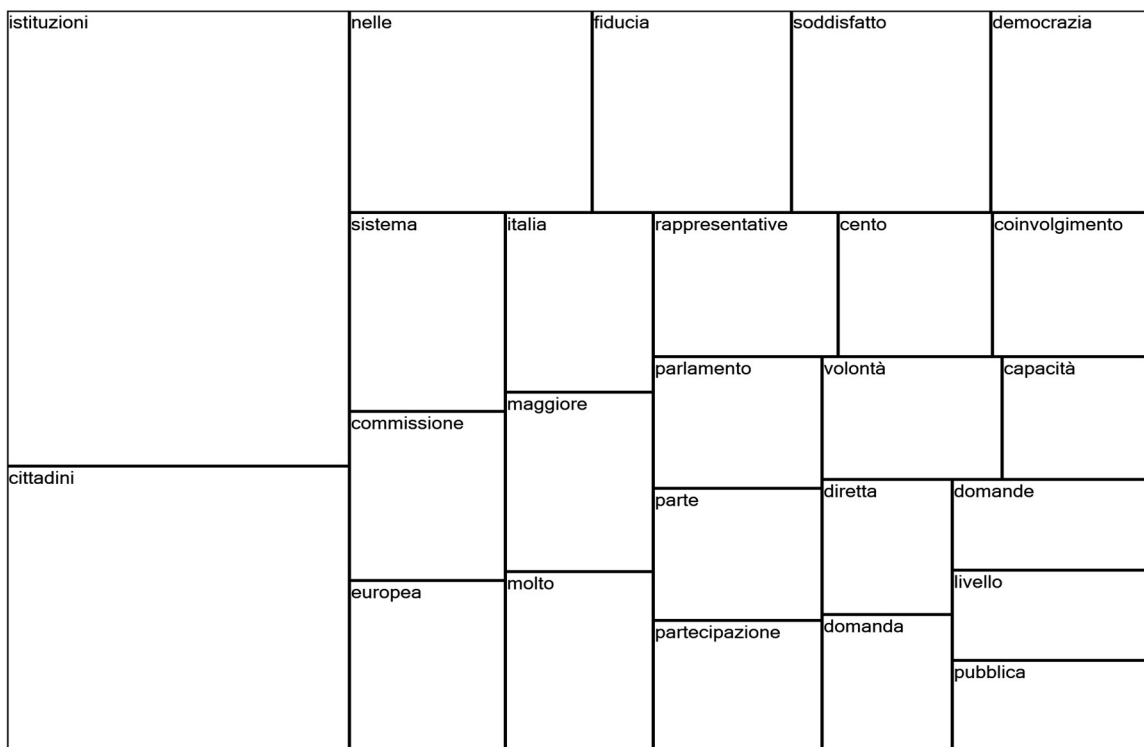 istituzioni
nelle
fiducia
soddisfatto
democrazia
sistema
italia
rappresentative
cento
coinvolgimento
parlamento
volontà
capacità
maggiore
commissione
cittadini
diretta
domande
parte
livello
molto
europea
domanda
partecipazione
pubblica